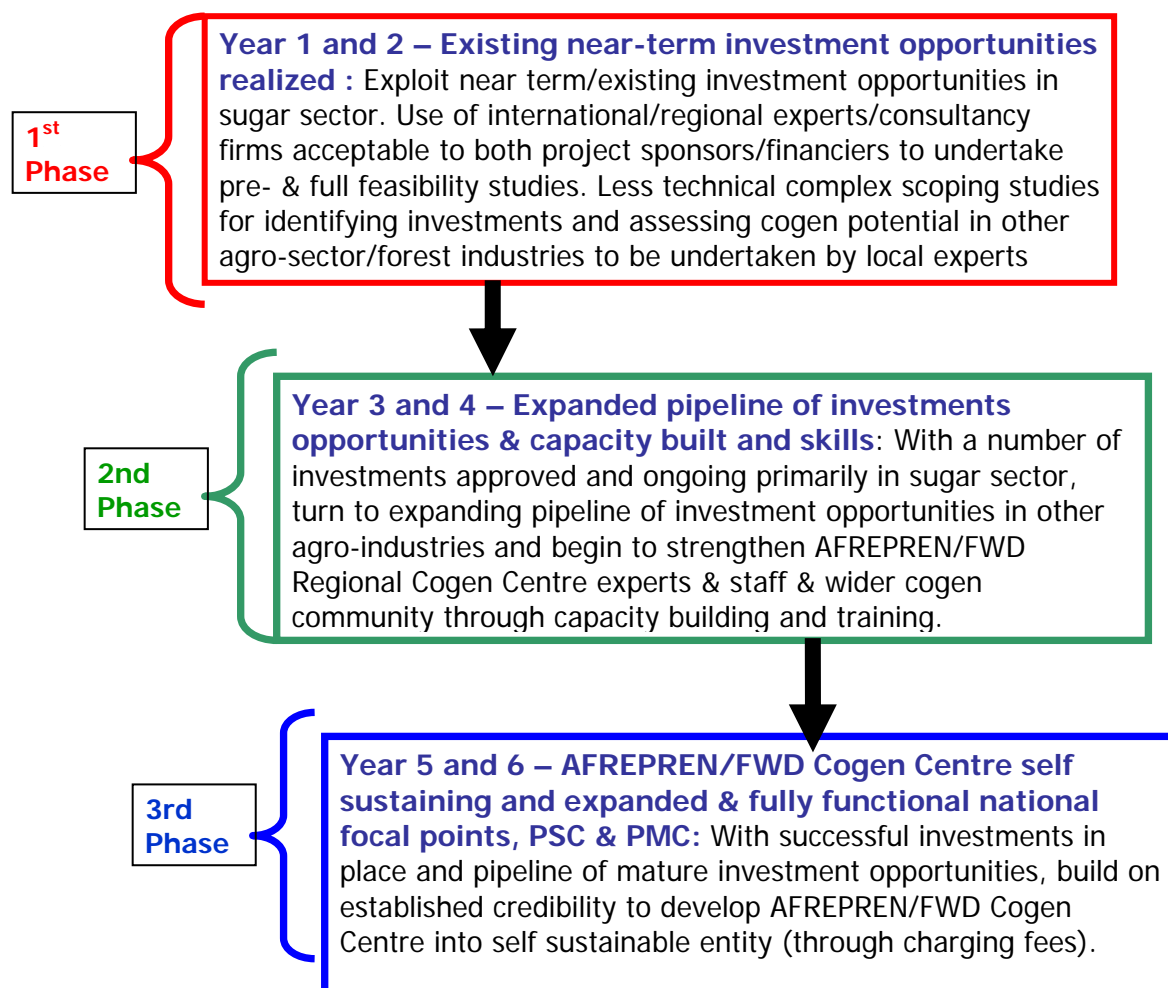 Year 1 and 2 – Existing near-term investment opportunities
realized : Exploit near term/existing investment opportunities in
sugar sector. Use of international/regional experts/consultancy
firms acceptable to both project sponsors/financiers to undertake
pre- & full feasibility studies. Less technical complex scoping studies
for identifying investments and assessing cogen potential in other
agro-sector/forest industries to be undertaken by local experts
1st
Phase
Year 3 and 4 – Expanded pipeline of investments
opportunities & capacity built and skills: With a number of
investments approved and ongoing primarily in sugar sector,
turn to expanding pipeline of investment opportunities in other
agro-industries and begin to strengthen AFREPREN/FWD
Regional Cogen Centre experts & staff & wider cogen
community through capacity building and training.
2nd
Phase
Year 5 and 6 – AFREPREN/FWD Cogen Centre self
sustaining and expanded & fully functional national
focal points, PSC & PMC: With successful investments in
place and pipeline of mature investment opportunities, build on
established credibility to develop AFREPREN/FWD Cogen
Centre into self sustainable entity (through charging fees).
3rd
Phase